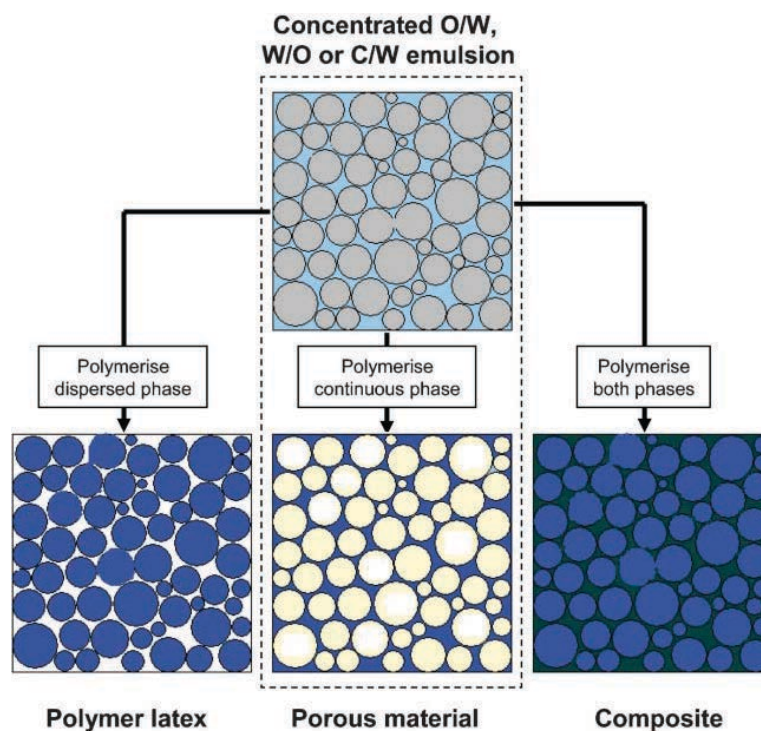 Concentrated O/W,
W/O or C/W emulsion
Polymerise
dispersed phase
Polymerise
continuous phase
Polymerise
both phases
Polymer latex
Porous material
Composite